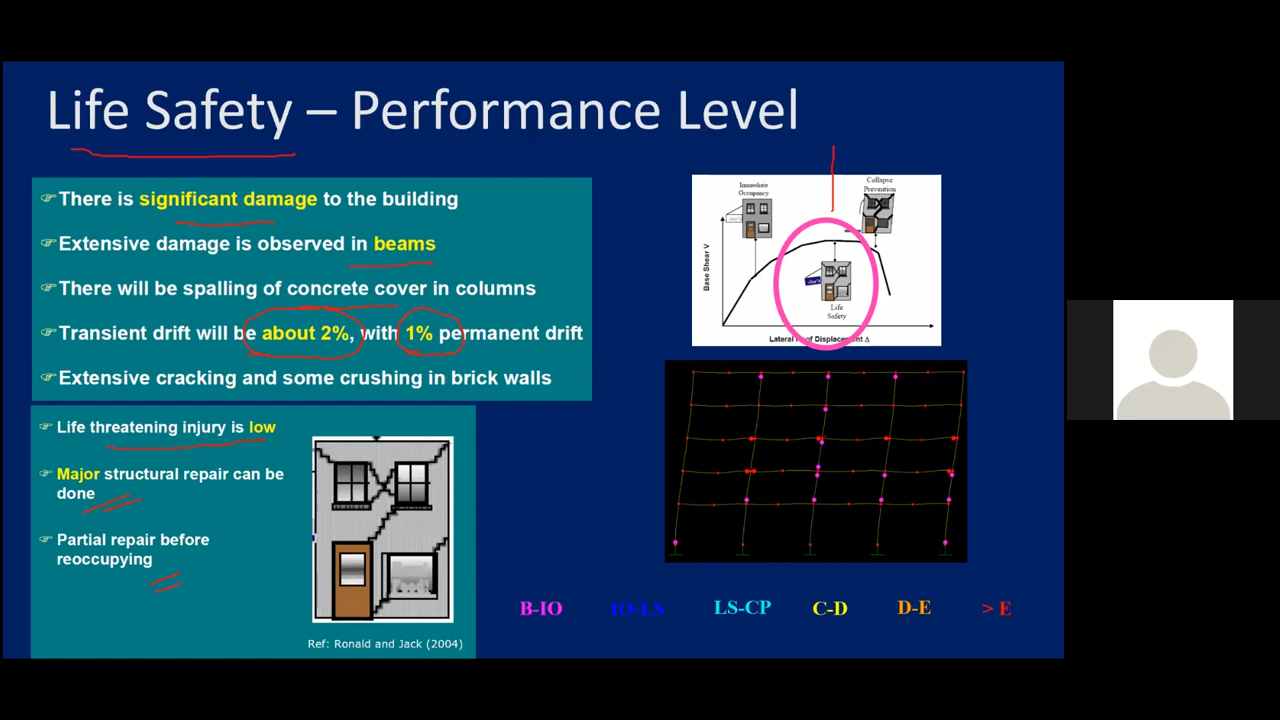 Life Safety – Performance Level
There is significant damage to the building
Extensive damage is observed in beams
There will be spalling of concrete cover in columns
Transient drift will be about 2%, with 1% permanent drift
Extensive cracking and some crushing in brick walls
Life threatening injury is low
Major structural repair can be
done
Partial repair before
reoccupying
Ref: Ronald and Jack (2004)
Immediate
Occupancy
Collapse
Prevention
Base Shear V
Life
Safety
Lateral Displacement Δ
B-IO IO-LS LS-CP C-D D-E > E